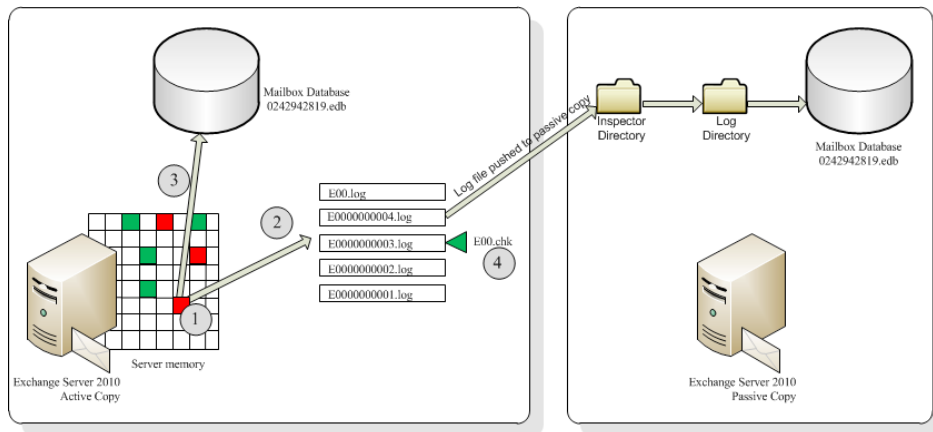 Mailbox Database
0242942819.edb
3
2
1
Server memory
Exchange Server 2010
Active Copy
E00.log
E0000000004.log
E0000000003.log
E0000000002.log
E0000000001.log
E00.chk
4
Log file pushed to passive copy
Inspector
Directory
Log
Directory
Mailbox Database
0242942819.edb
Exchange Server 2010
Passive Copy